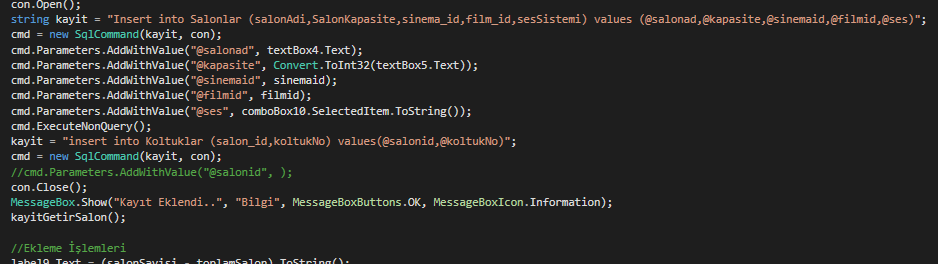 con.Open();
string kayit = "Insert into Salonlar (salonAdi,SalonKapasite,sinema_id,film_id,sesSistemi) values (@salonad,@kapasite,@sinemaid,@filmid,@ses)";
cmd = new SqlCommand(kayit, con);
cmd.Parameters.AddWithValue("@salonad", textBox4.Text);
cmd.Parameters.AddWithValue("@kapasite", Convert.ToInt32(textBox5.Text));
cmd.Parameters.AddWithValue("@sinemaid", sinemaid);
cmd.Parameters.AddWithValue("@filmid", filmid);
cmd.Parameters.AddWithValue("@ses", comboBox10.SelectedItem.ToString());
cmd.ExecuteNonQuery();
kayit = "insert into Koltuklar (salon_id,koltukNo) values(@salonid,@koltukNo)";
cmd = new SqlCommand(kayit, con);
//cmd.Parameters.AddWithValue("@salonid", );
con.Close();
MessageBox.Show("Kayıt Eklendi..", "Bilgi", MessageBoxButtons.OK, MessageBoxIcon.Information);
kayitGetirSalon();
//Ekleme İşlemleri
label9.Text = (salonSayisi - toplamSalon).ToString();